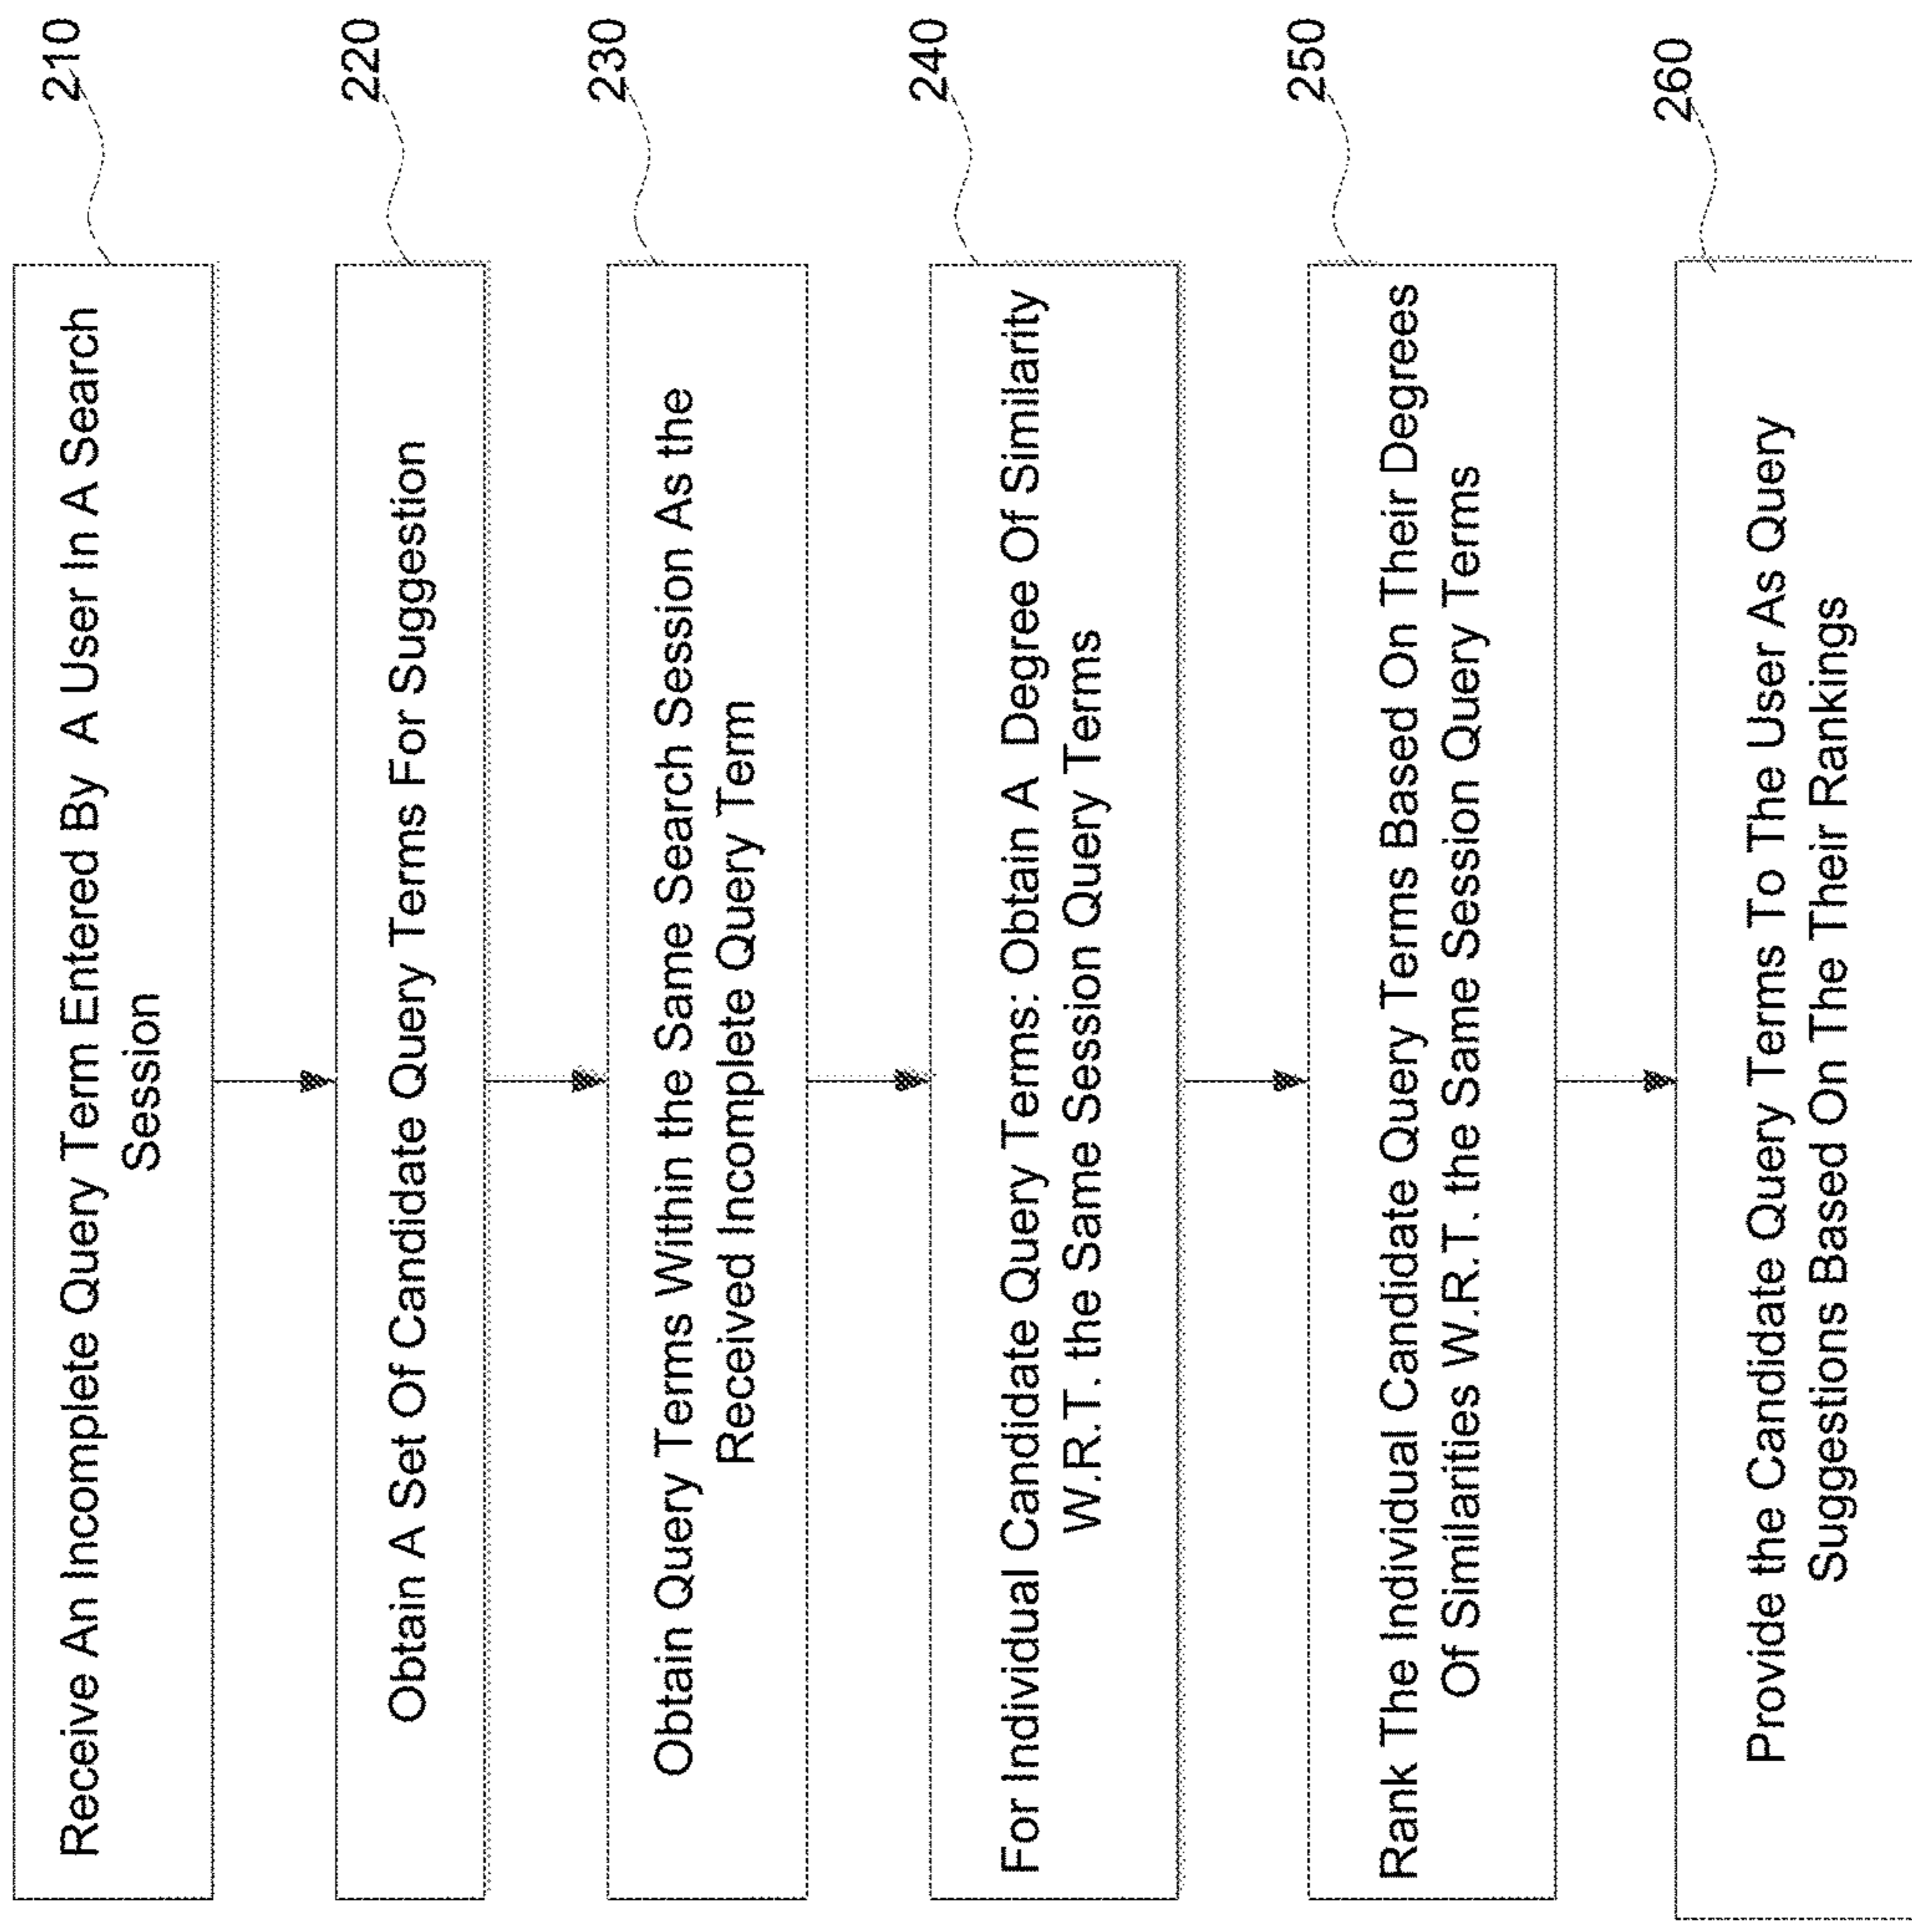 Receive An Incomplete Query Term Entered By A User In A Search
Session
210
Obtain A Set Of Candidate Query Terms For Suggestion
220
Obtain Query Terms Within the Same Search Session As the
Received Incomplete Query Term
230
For Individual Candidate Query Terms: Obtain A Degree Of Similarity
W.R.T. the Same Session Query Terms
240
Rank The Individual Candidate Query Terms Based On Their Degrees
Of Similarities W.R.T. the Same Session Query Terms
250
Provide the Candidate Query Terms To The User As Query
Suggestions Based On The Their Rankings
260